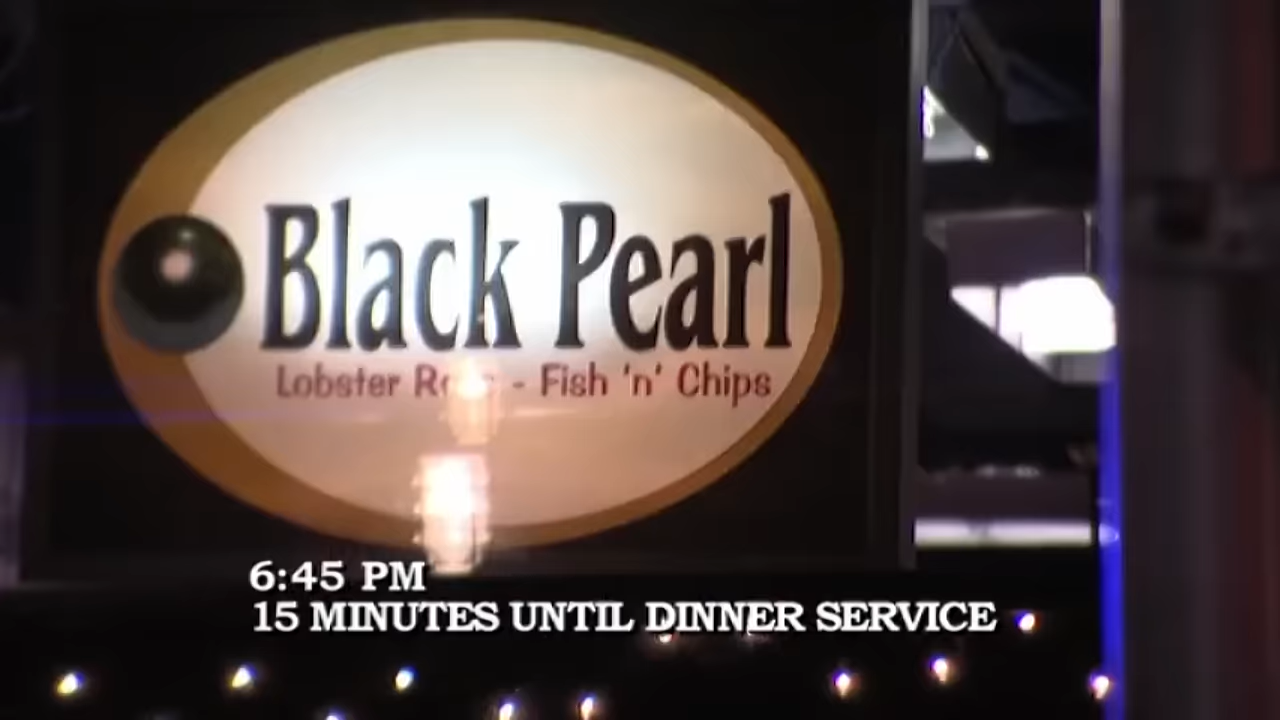 Black Pearl
Lobster - Fish 'n' Chips
6:45 PM
15 MINUTES UNTIL DINNER SERVICE